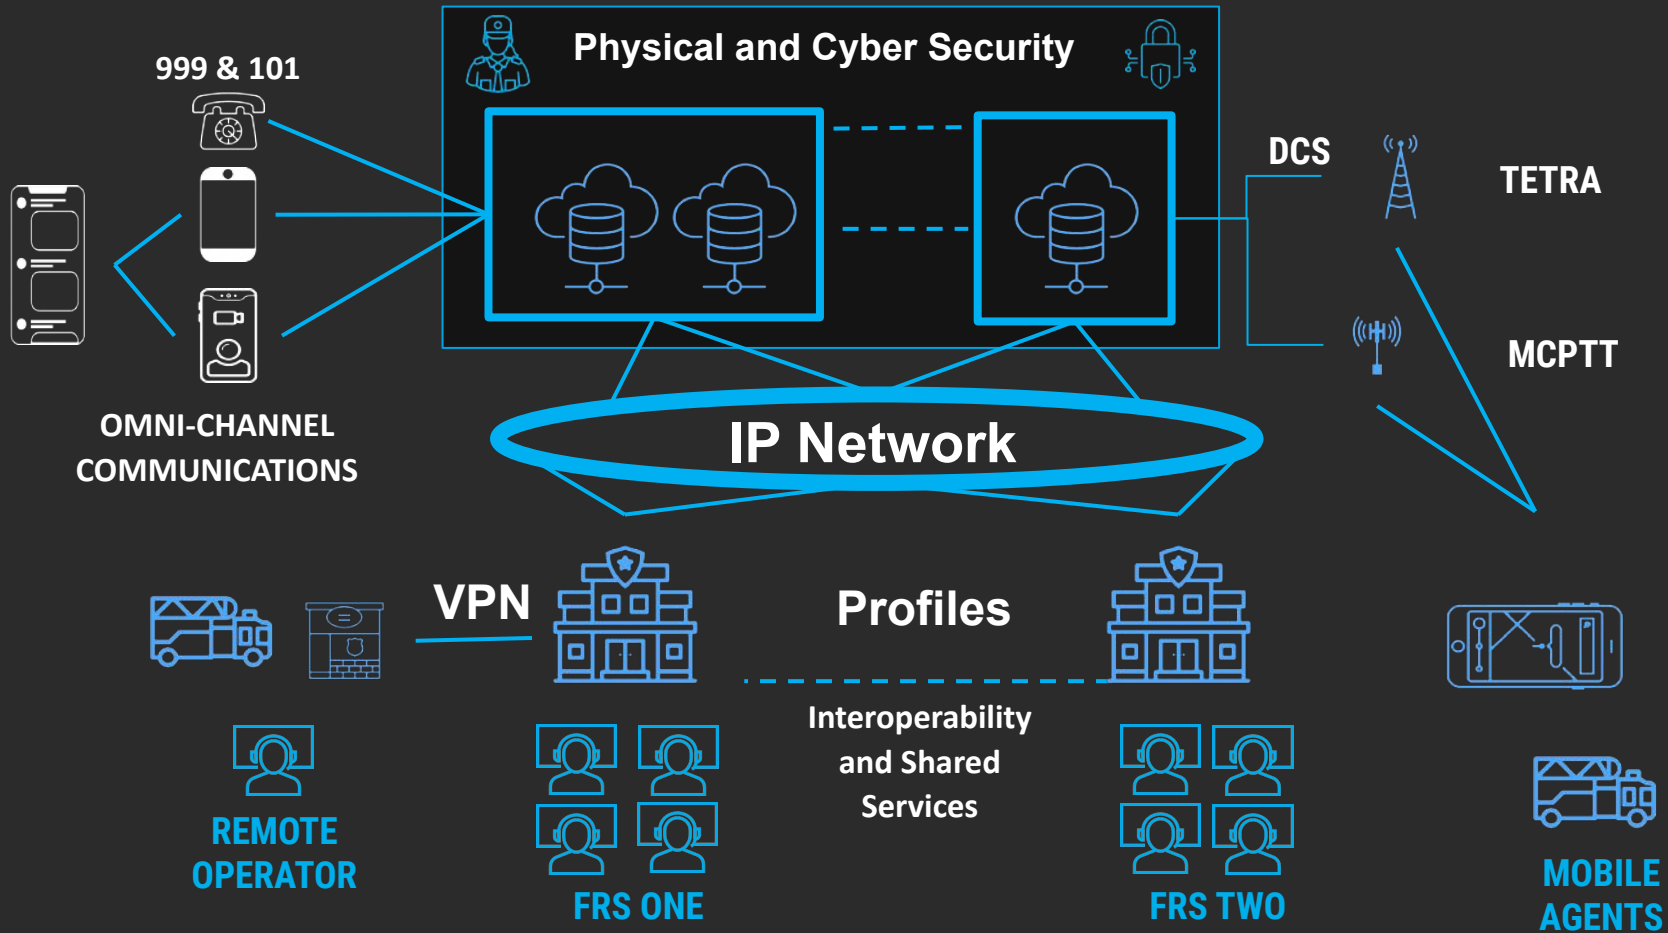 Physical and Cyber Security
999 & 101
DCS
TETRA
MCPTT
OMNI-CHANNEL
COMMUNICATIONS
IP Network
VPN
Profiles
Interoperability
and Shared
Services
REMOTE
OPERATOR
FRS ONE
FRS TWO
MOBILE
AGENTS